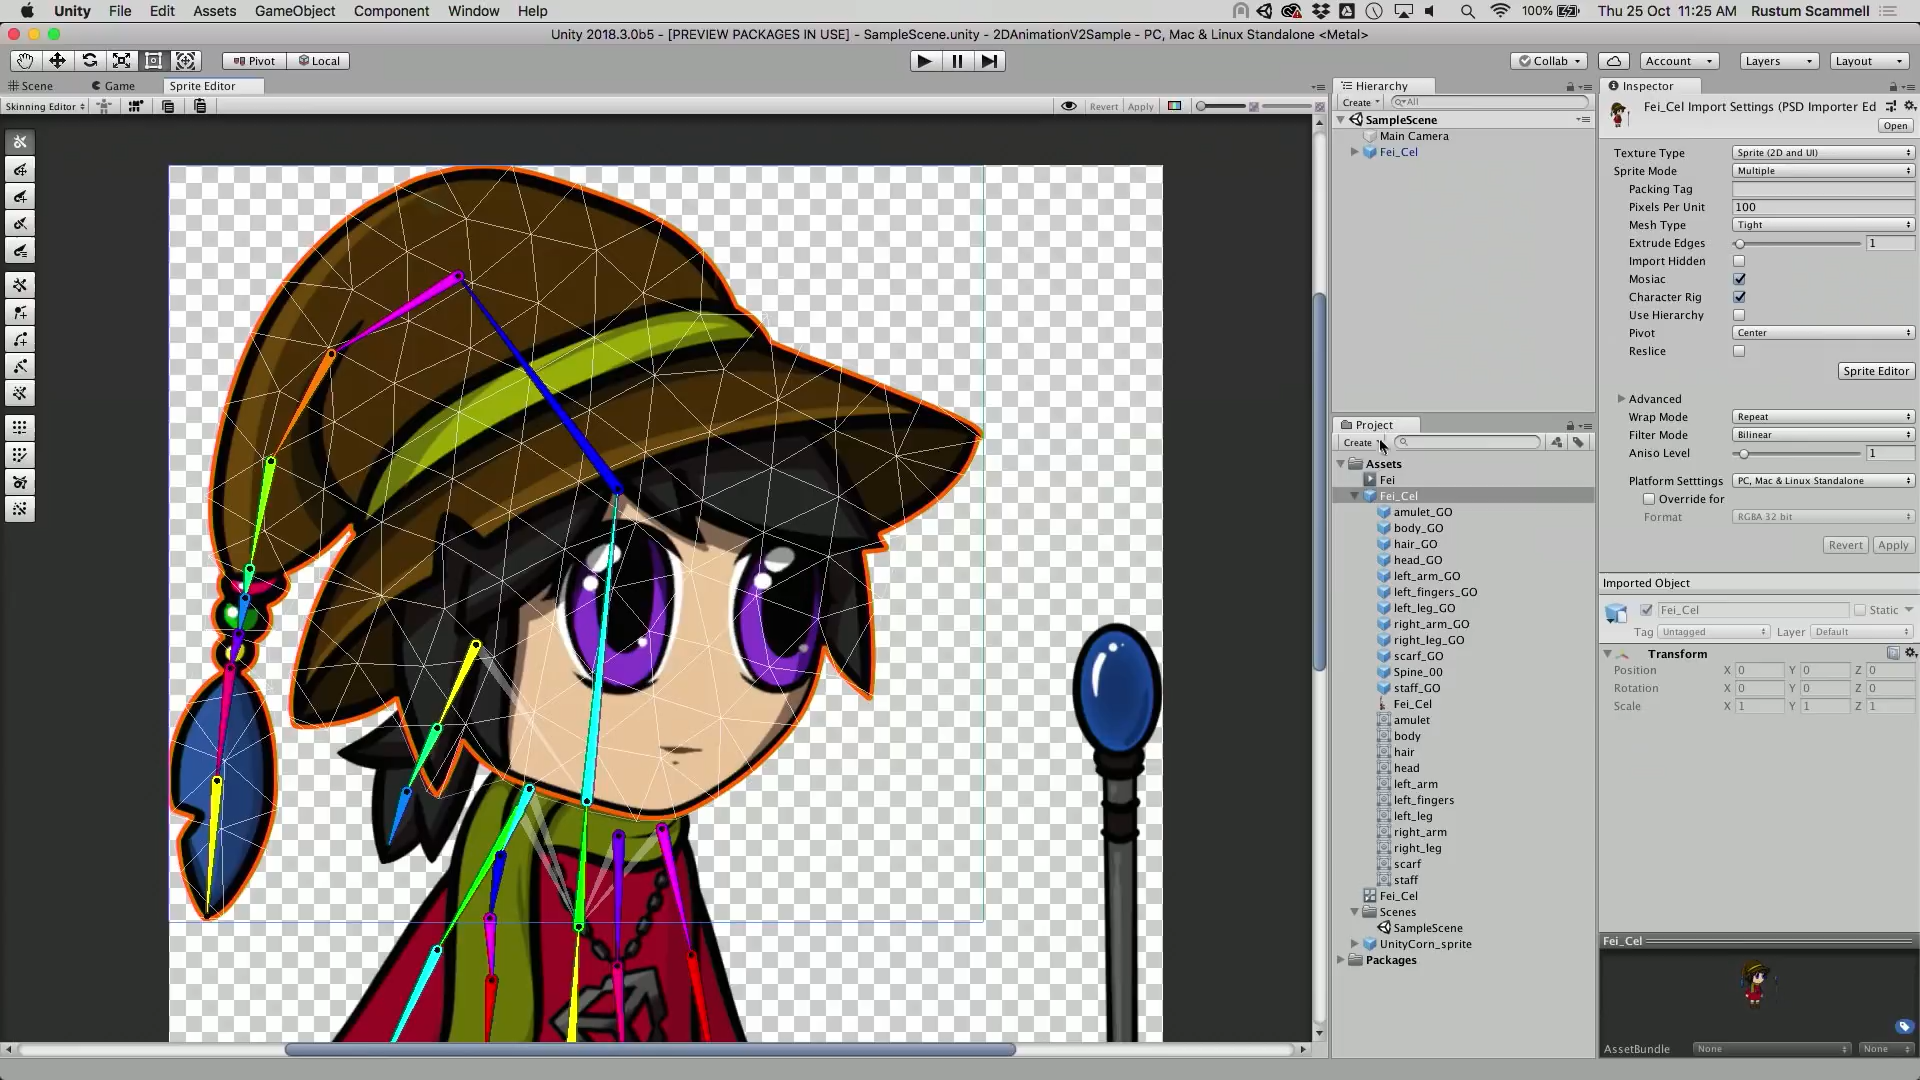 Unity File Edit Assets GameObject Component Window Help 100% Thu 25 Oct 11:25 AM Rustum Scammell
Unity 2018.3.0b5 - [PREVIEW PACKAGES IN USE] - SampleScene.unity - 2DAnimationV2Sample - PC, Mac & Linux Standalone <Metal>
Pivot Local Collab Account Layers Layout
Scene Game Sprite Editor
Skinning Editor Revert Apply
Hierarchy
Create All
SampleScene
Main Camera
Fei_Cel
Project
Create
Assets
Fei
Fei_Cel
amulet_GO
body_GO
hair_GO
head_GO
left_arm_GO
left_fingers_GO
left_leg_GO
right_arm_GO
right_leg_GO
scarf_GO
Spine_00
staff_GO
Fei_Cel
amulet
body
hair
head
left_arm
left_fingers
left_leg
right_arm
right_leg
scarf
staff
Fei_Cel
Scenes
SampleScene
UnityCorn_sprite
Packages
Inspector
Fei_Cel Import Settings (PSD Importer Ed
Open
Texture Type Sprite (2D and UI)
Sprite Mode Multiple
Packing Tag
Pixels Per Unit 100
Mesh Type Tight
Extrude Edges 1
Import Hidden
Mosiac
Character Rig
Use Hierarchy
Pivot Center
Reslice
Sprite Editor
Advanced
Wrap Mode Repeat
Filter Mode Bilinear
Aniso Level 1
Platform Setttings PC, Mac & Linux Standalone
Override for
Format RGBA 32 bit
Revert Apply
Imported Object
Fei_Cel Static
Tag Untagged Layer Default
Transform
Position X 0 Y 0 Z 0
Rotation X 0 Y 0 Z 0
Scale X 1 Y 1 Z 1
Fei_Cel
AssetBundle None None